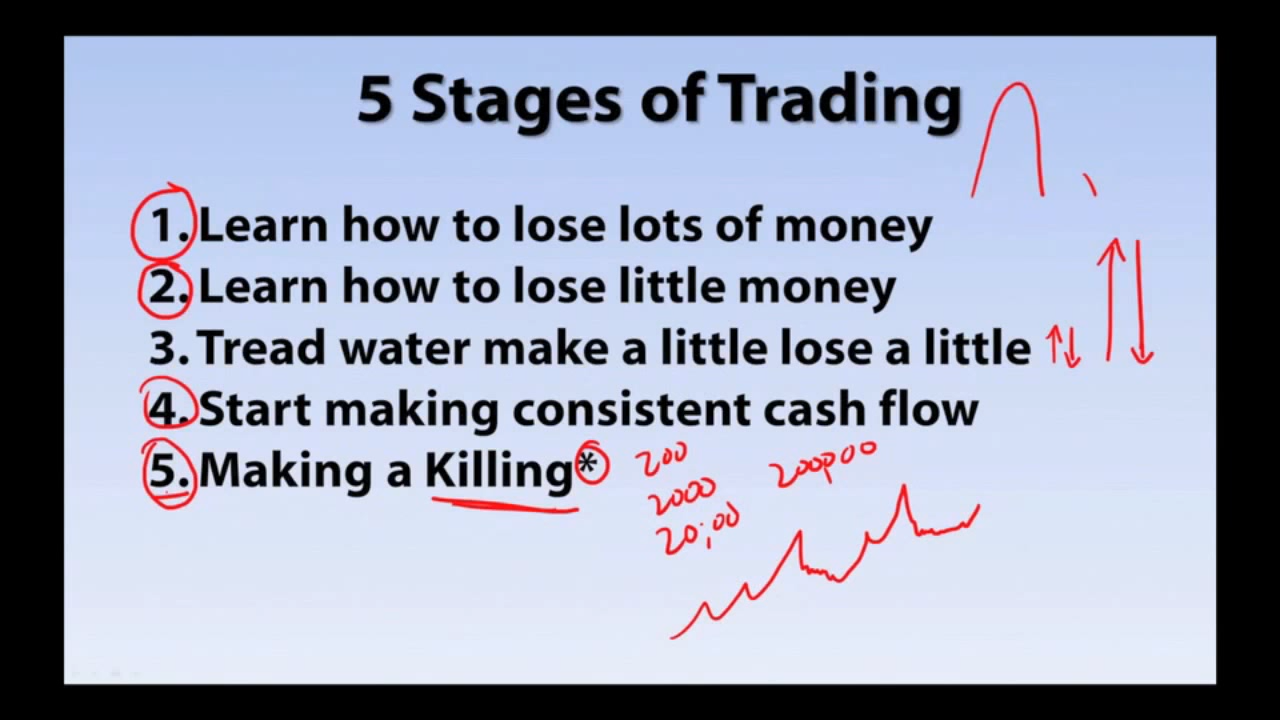 5 Stages of Trading
1. Learn how to lose lots of money
2. Learn how to lose little money
3. Tread water make a little lose a little
4. Start making consistent cash flow
5. Making a Killing*
200
2000
200000